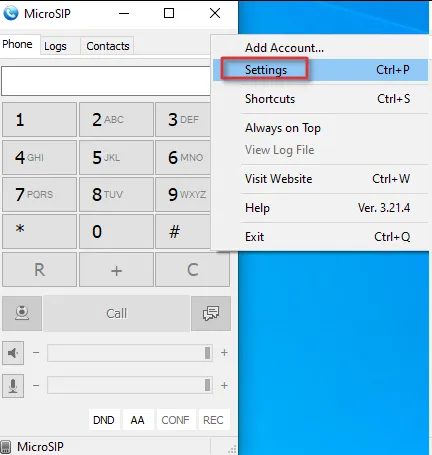 MicroSIP
Phone Logs Contacts
Add Account...
Settings Ctrl+P
Shortcuts Ctrl+S
Always on Top
View Log File
Visit Website Ctrl+W
Help Ver. 3.21.4
Exit Ctrl+Q
1 2 ABC 3 DEF
4 GHI 5 JKL 6 MNO
7 PQRS 8 TUV 9 WXYZ
* 0 #
R + C
Call
− +
− +
DND AA CONF REC
MicroSIP